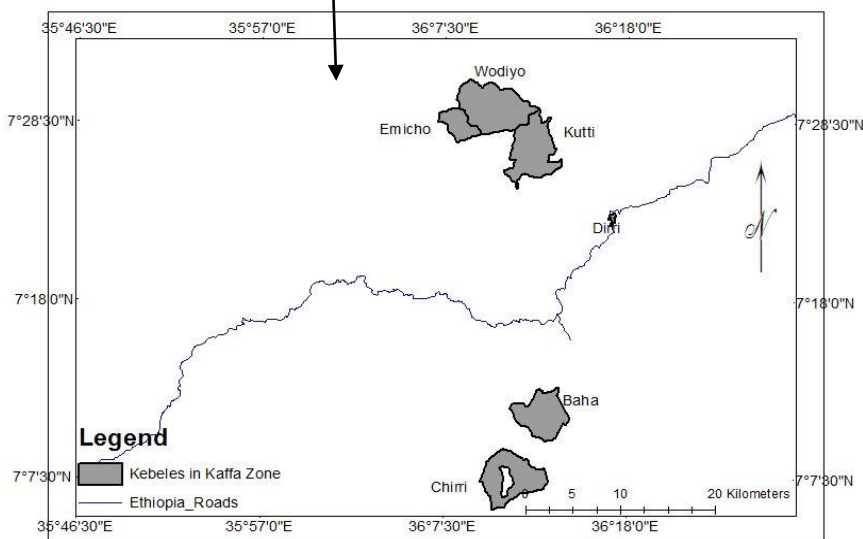 35°46'30"E 35°57'0"E 36°7'30"E 36°18'0"E
Wodiyo
7°28'30"N Emicho Kutti 7°28'30"N
N
Dirri
7°18'0"N 7°18'0"N
Baha
Legend
Kebeles in Kaffa Zone
7°7'30"N Chirri 7°7'30"N
0 5 10 20 Kilometers
Ethiopia_Roads
35°46'30"E 35°57'0"E 36°7'30"E 36°18'0"E